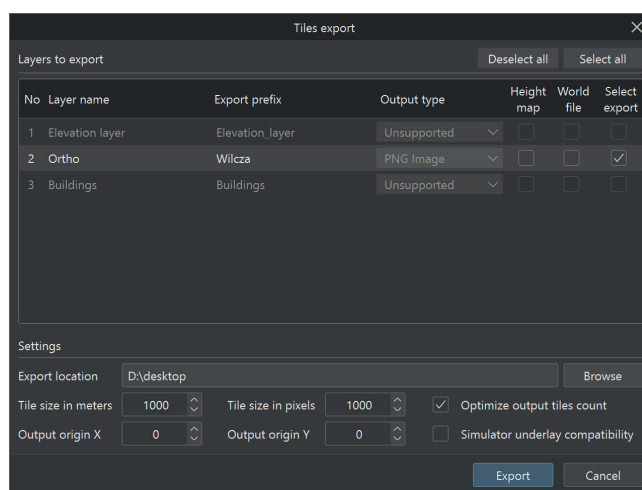 Tiles export
Layers to export Deselect all Select all
No Layer name Export prefix Output type Height map World file Select export
1 Elevation layer Elevation_layer Unsupported
2 Ortho Wilcza PNG Image
3 Buildings Buildings Unsupported
Settings
Export location D:\desktop Browse
Tile size in meters 1000 Tile size in pixels 1000 Optimize output tiles count
Output origin X 0 Output origin Y 0 Simulator underlay compatibility
Export Cancel